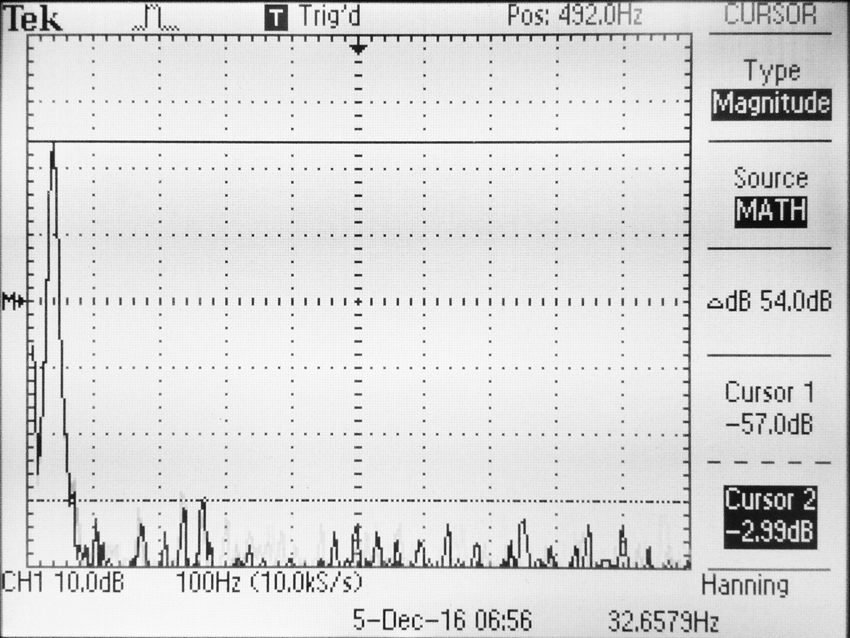 Tek T Trig'd Pos: 492.0Hz CURSOR
Type
Magnitude
Source
MATH
M
△dB 54.0dB
Cursor 1
-57.0dB
Cursor 2
-2.99dB
CH1 10.0dB 100Hz (10.0kS/s) Hanning
5-Dec-16 06:56 32.6579Hz